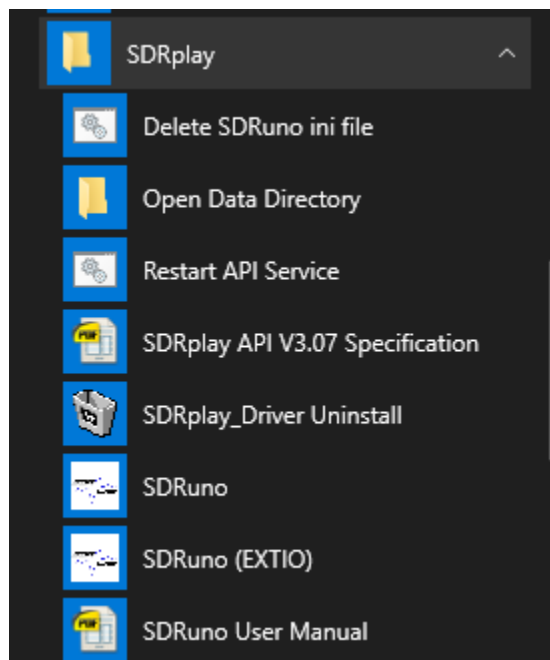 SDRplay
Delete SDRuno ini file
Open Data Directory
Restart API Service
SDRplay API V3.07 Specification
SDRplay_Driver Uninstall
SDRuno
SDRuno (EXTIO)
SDRuno User Manual